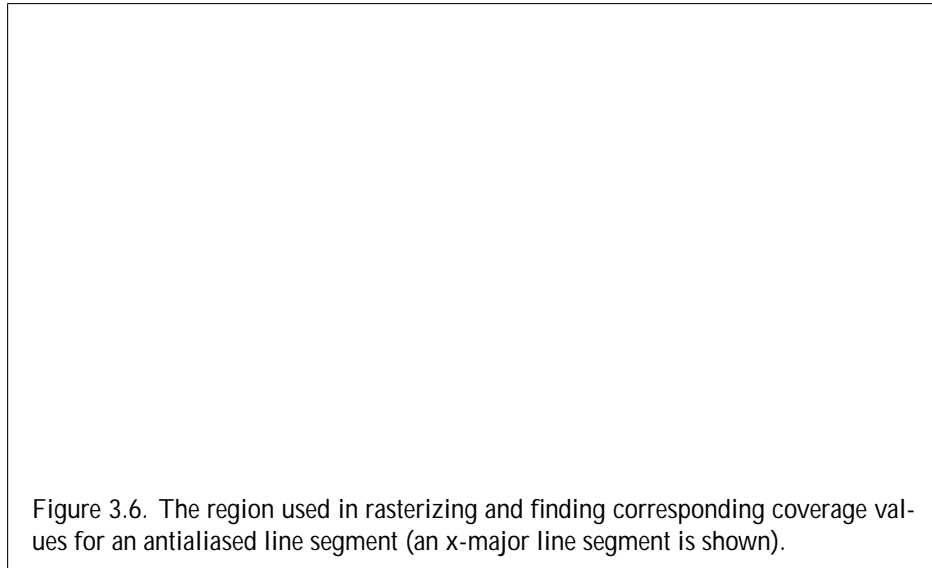 Figure 3.6. The region used in rasterizing and finding corresponding coverage val-
ues for an antialiased line segment (an x-major line segment is shown).